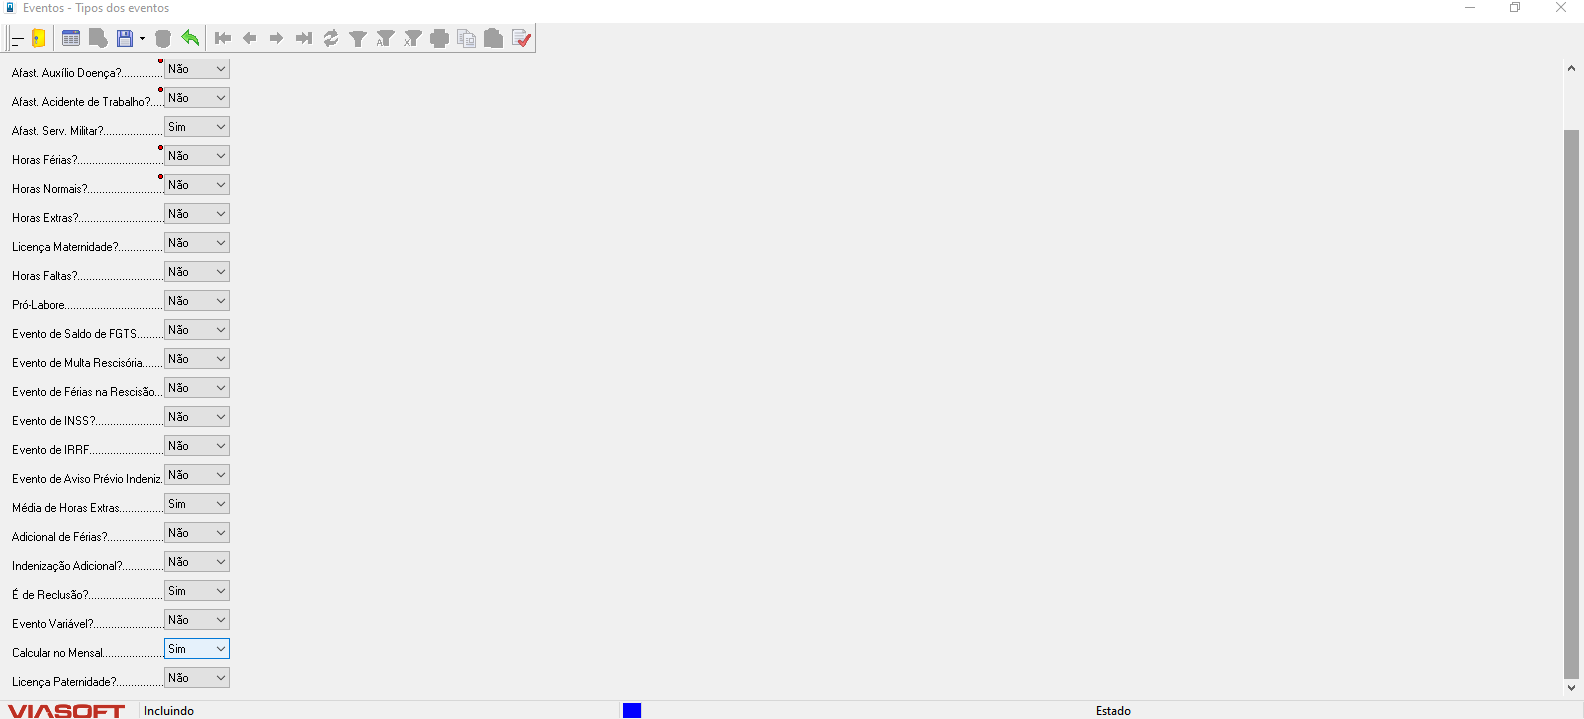 Eventos - Tipos dos eventos
Afast. Auxílio Doença?.............. Não
Afast. Acidente de Trabalho?.... Não
Afast. Serv. Militar?.................... Sim
Horas Férias?............................. Não
Horas Normais?......................... Não
Horas Extras?............................ Não
Licença Maternidade?............... Não
Horas Faltas?............................. Não
Pró-Labore................................. Não
Evento de Saldo de FGTS......... Não
Evento de Multa Rescisória....... Não
Evento de Férias na Rescisão... Não
Evento de INSS?....................... Não
Evento de IRRF......................... Não
Evento de Aviso Prévio Indeniz. Não
Média de Horas Extras............... Sim
Adicional de Férias?................... Não
Indenização Adicional?.............. Não
É de Reclusão?......................... Sim
Evento Variável?........................ Não
Calcular no Mensal.................... Sim
Licença Paternidade?................ Não
VIASOFT Incluindo Estado